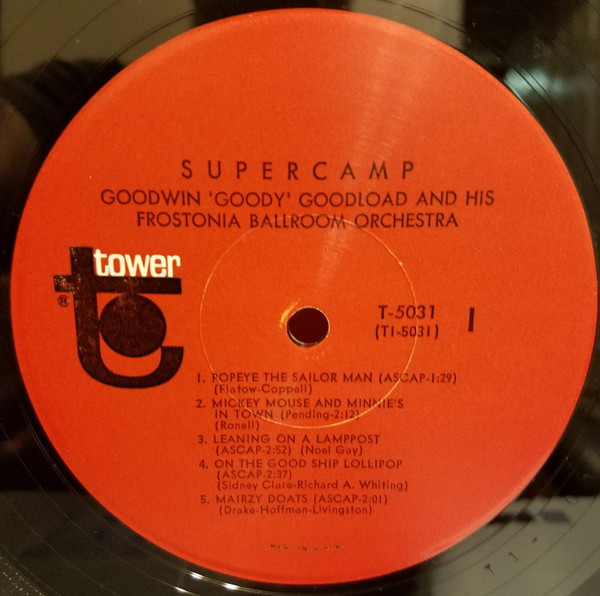 SUPERCAMP
GOODWIN 'GOODY' GOODLOAD AND HIS
FROSTONIA BALLROOM ORCHESTRA
tower
®
T-5031
(T1-5031)
1
1. POPEYE THE SAILOR MAN (ASCAP-1:29)
(Flatow-Coppall)
2. MICKEY MOUSE AND MINNIE'S
IN TOWN (Pending-2:12)
(Ronell)
3. LEANING ON A LAMPPOST
(ASCAP-2:52) (Noel Gay)
4. ON THE GOOD SHIP LOLLIPOP
(ASCAP-2:37)
(Sidney Clare-Richard A. Whiting)
5. MAIRZY DOATS (ASCAP-2:01)
(Drake-Hoffman-Livingston)